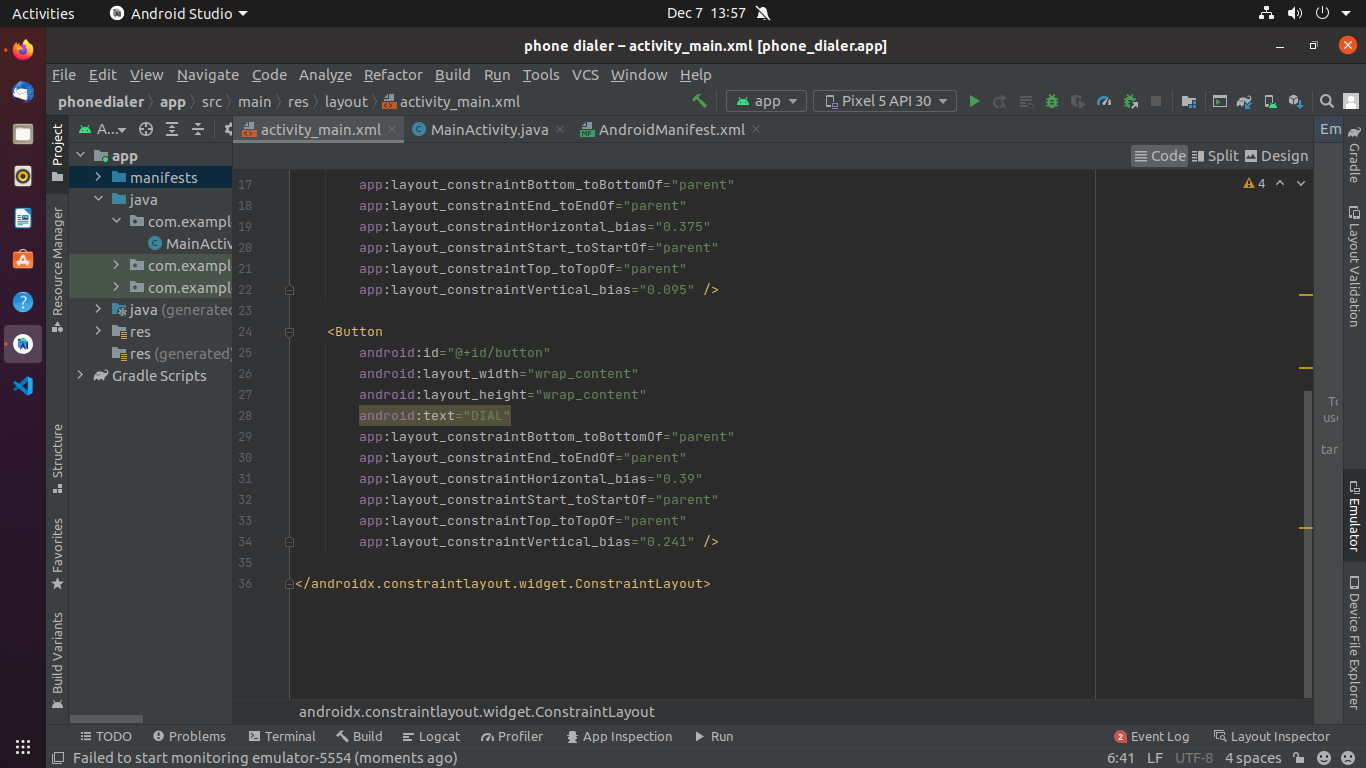 Activities Android Studio Dec 7 13:57
phone dialer – activity_main.xml [phone_dialer.app]
File Edit View Navigate Code Analyze Refactor Build Run Tools VCS Window Help
phonedialer app src main res layout activity_main.xml app Pixel 5 API 30
Project
A... activity_main.xml MainActivity.java AndroidManifest.xml Em
Code Split Design
app
manifests
java
com.exampl
MainActiv
com.exampl
com.exampl
java (generated)
res
res (generated)
Gradle Scripts
Resource Manager
Structure
Favorites
Build Variants
4
17 app:layout_constraintBottom_toBottomOf="parent"
18 app:layout_constraintEnd_toEndOf="parent"
19 app:layout_constraintHorizontal_bias="0.375"
20 app:layout_constraintStart_toStartOf="parent"
21 app:layout_constraintTop_toTopOf="parent"
22 app:layout_constraintVertical_bias="0.095" />
23
24 <Button
25 android:id="@+id/button"
26 android:layout_width="wrap_content"
27 android:layout_height="wrap_content"
28 android:text="DIAL"
29 app:layout_constraintBottom_toBottomOf="parent"
30 app:layout_constraintEnd_toEndOf="parent"
31 app:layout_constraintHorizontal_bias="0.39"
32 app:layout_constraintStart_toStartOf="parent"
33 app:layout_constraintTop_toTopOf="parent"
34 app:layout_constraintVertical_bias="0.241" />
35
36 </androidx.constraintlayout.widget.ConstraintLayout>
To
use
tar
Gradle
Layout Validation
Emulator
Device File Explorer
androidx.constraintlayout.widget.ConstraintLayout
TODO Problems Terminal Build Logcat Profiler App Inspection Run 2 Event Log Layout Inspector
Failed to start monitoring emulator-5554 (moments ago) 6:41 LF UTF-8 4 spaces